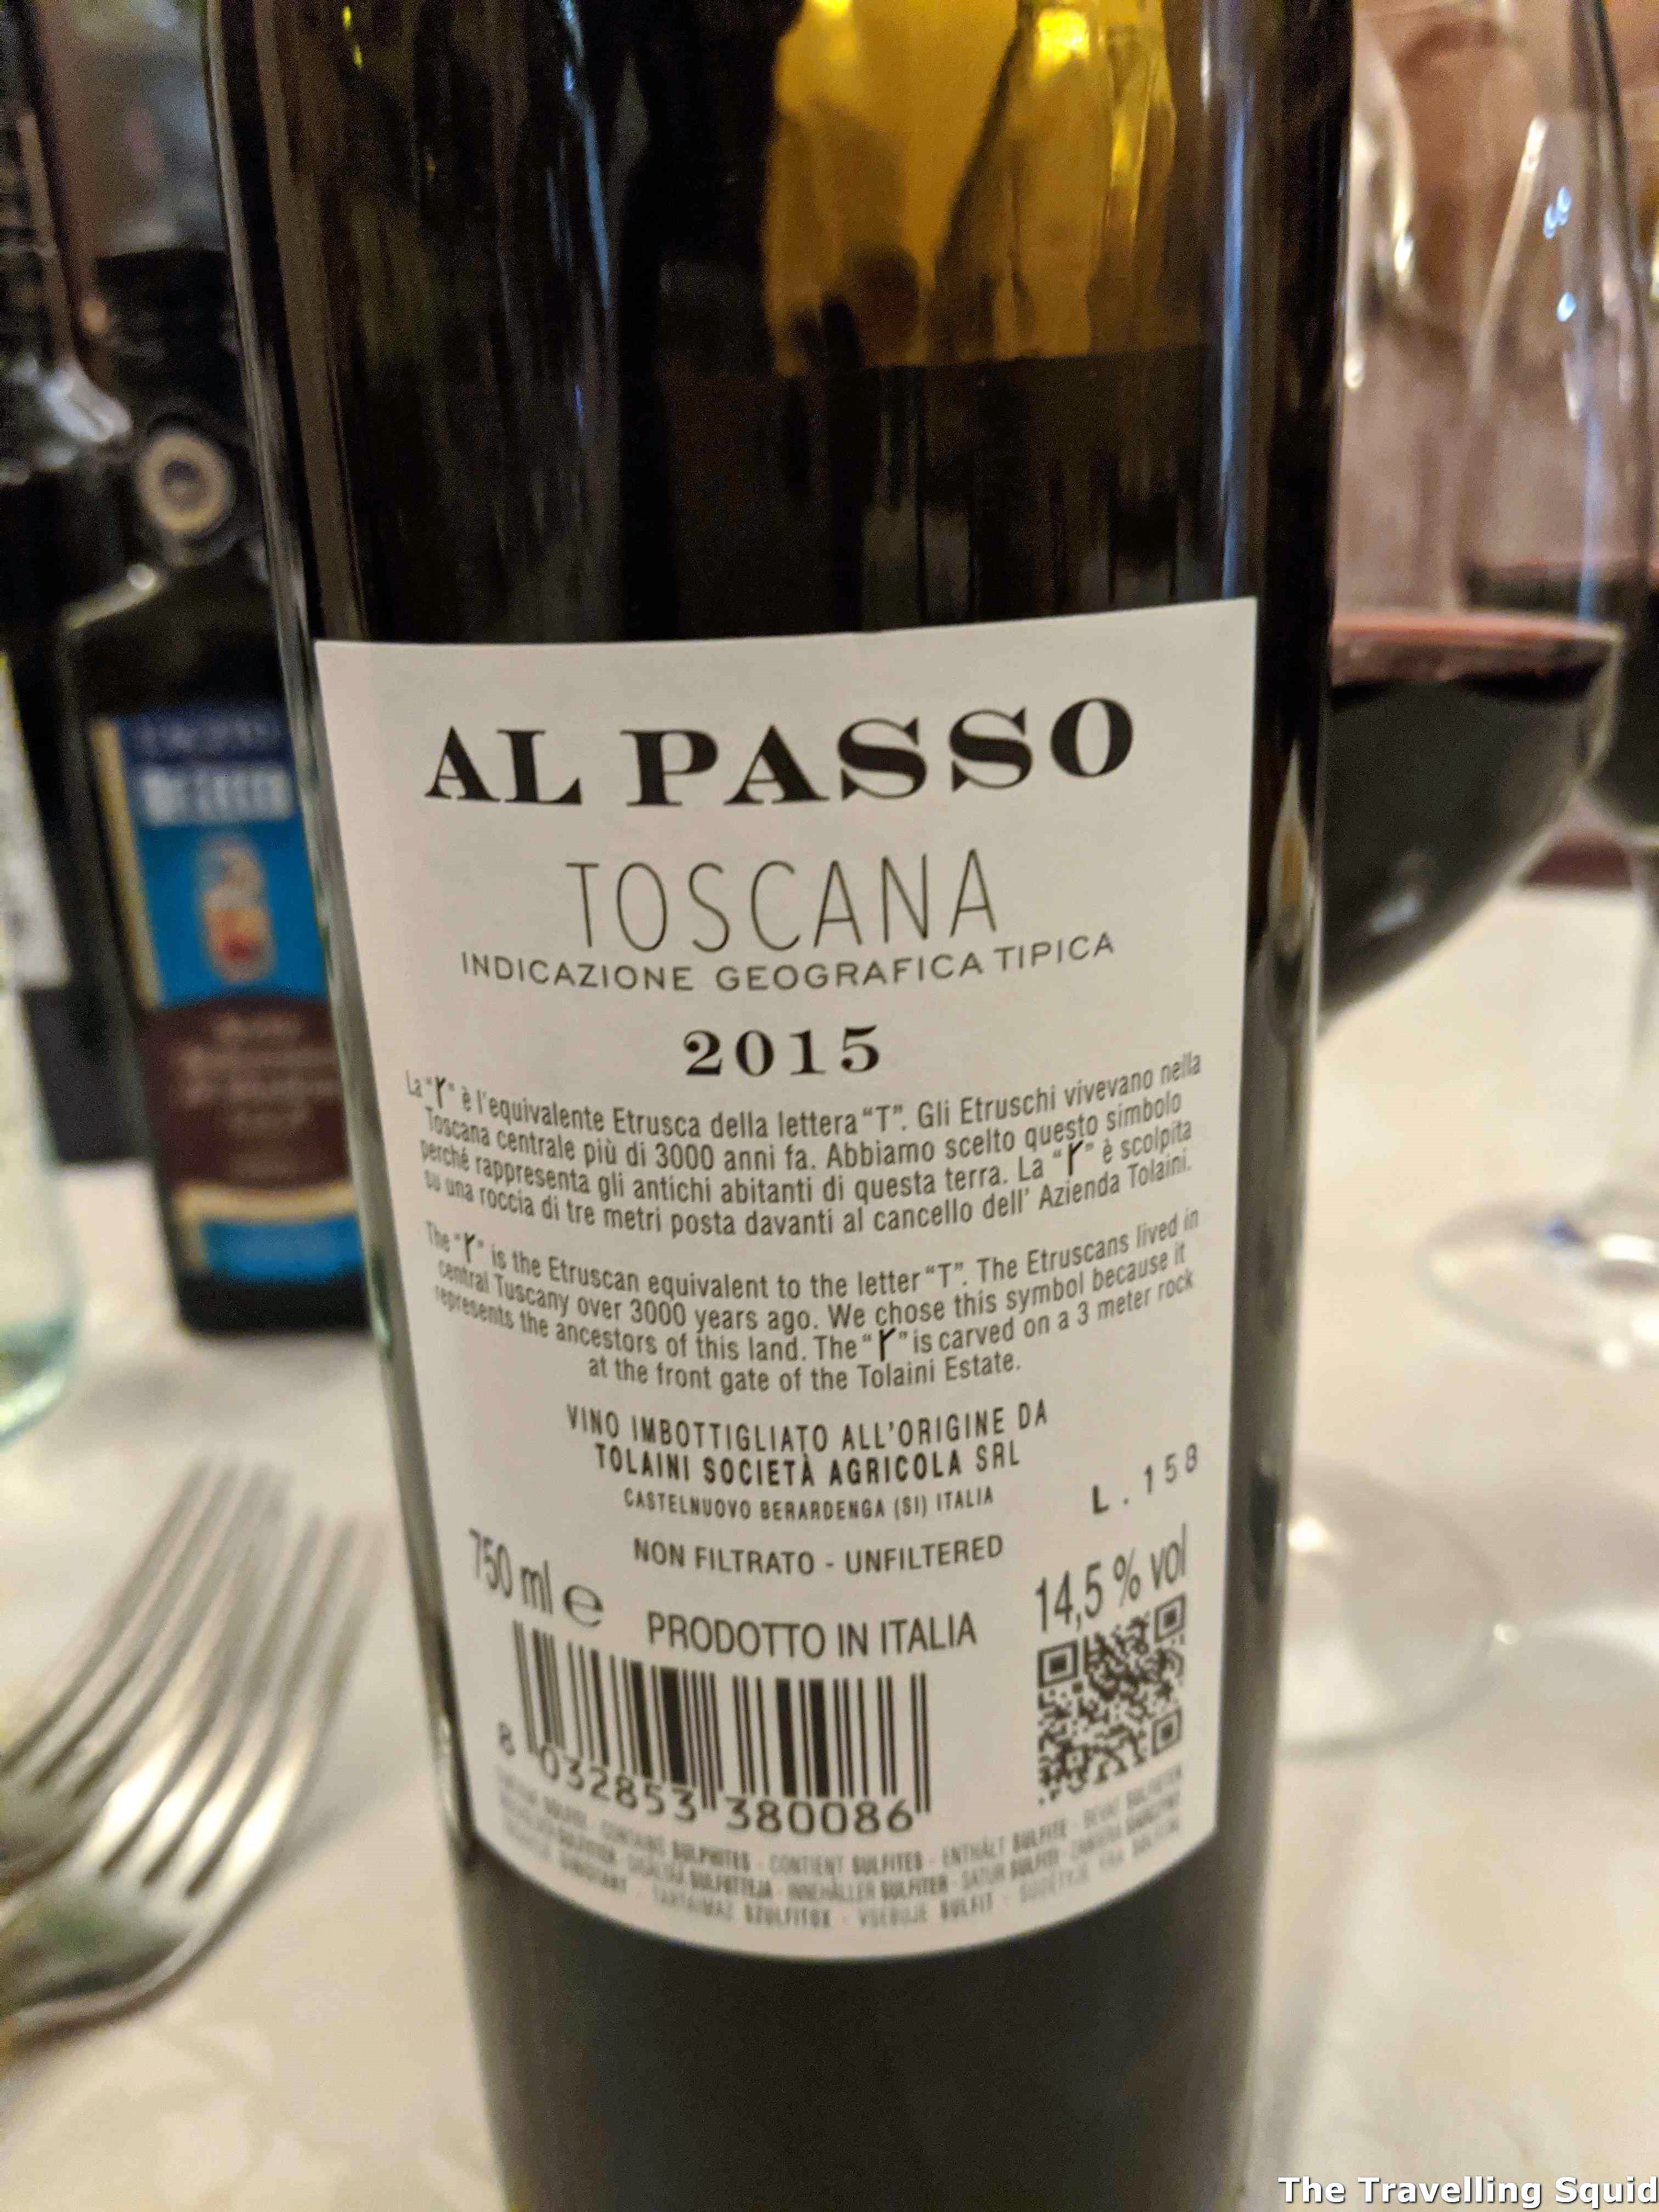 AL PASSO
TOSCANA
INDICAZIONE GEOGRAFICA TIPICA
2015
La "Ꞅ" è l'equivalente Etrusca della lettera "T". Gli Etruschi vivevano nella
Toscana centrale più di 3000 anni fa. Abbiamo scelto questo simbolo
perché rappresenta gli antichi abitanti di questa terra. La "Ꞅ" è scolpita
su una roccia di tre metri posta davanti al cancello dell' Azienda Tolaini.
The "Ꞅ" is the Etruscan equivalent to the letter "T". The Etruscans lived in
central Tuscany over 3000 years ago. We chose this symbol because it
represents the ancestors of this land. The "Ꞅ" is carved on a 3 meter rock
at the front gate of the Tolaini Estate.
VINO IMBOTTIGLIATO ALL'ORIGINE DA
TOLAINI SOCIETÀ AGRICOLA SRL
CASTELNUOVO BERARDENGA (SI) ITALIA
L. 158
NON FILTRATO - UNFILTERED
750 ml e
14,5 % vol
PRODOTTO IN ITALIA
8 032853 380086
SULPHITES - CONTIENT SULFITES - ENTHÄLT SULFITE
INNEHÅLLER SULFITER
The Travelling Squid